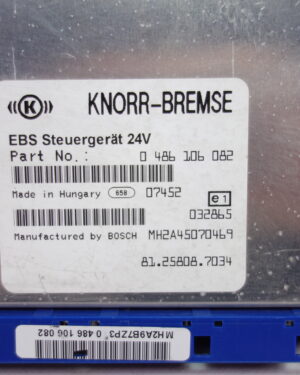 ((K)) KNORR-BREMSE
EBS Steuergerät 24V
Part No.: 0 486 106 082
Made in Hungary 658 07452
e1
032865
Manufactured by BOSCH MH2A45070469
81.25808.7034
MH2A9B7ZP3* 0 486 106 082